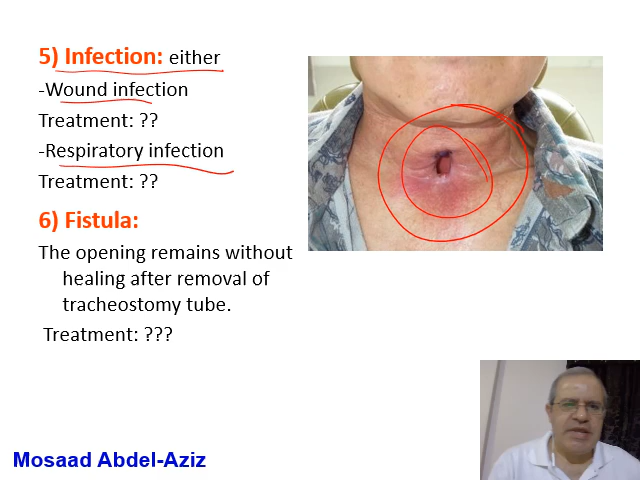 5) Infection: either
-Wound infection
Treatment: ??
-Respiratory infection
Treatment: ??
6) Fistula:
The opening remains without
healing after removal of
tracheostomy tube.
Treatment: ???
Mosaad Abdel-Aziz